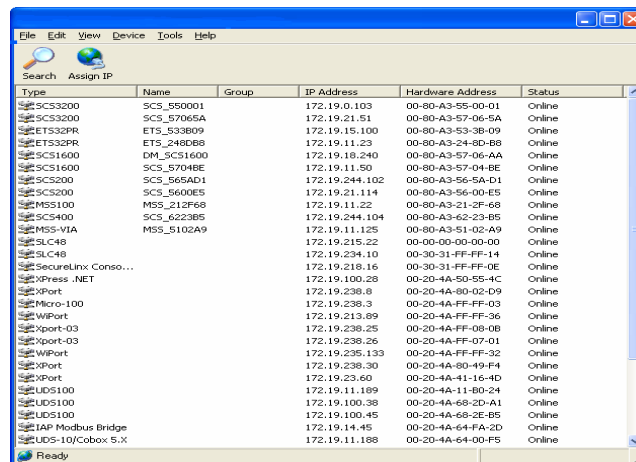 File Edit View Device Tools Help
Search Assign IP
Type Name Group IP Address Hardware Address Status
SCS3200 SCS_550001 172.19.0.103 00-80-A3-55-00-01 Online
SCS3200 SCS_57065A 172.19.21.51 00-80-A3-57-06-5A Online
ETS32PR ETS_533B09 172.19.15.100 00-80-A3-53-3B-09 Online
ETS32PR ETS_248DB8 172.19.11.23 00-80-A3-24-8D-B8 Online
SCS1600 DM_SCS1600 172.19.18.240 00-80-A3-57-06-AA Online
SCS1600 SCS_5704BE 172.19.11.50 00-80-A3-57-04-BE Online
SCS200 SCS_565AD1 172.19.244.102 00-80-A3-56-5A-D1 Online
SCS200 SCS_5600E5 172.19.21.114 00-80-A3-56-00-E5 Online
MSS100 MSS_212F68 172.19.11.22 00-80-A3-21-2F-68 Online
SCS400 SCS_6223B5 172.19.244.104 00-80-A3-62-23-B5 Online
MSS-VIA MSS_5102A9 172.19.11.125 00-80-A3-51-02-A9 Online
SLC48 172.19.215.22 00-00-00-00-00-00 Online
SLC48 172.19.234.10 00-30-31-FF-FF-14 Online
SecureLinx Conso... 172.19.218.16 00-30-31-FF-FF-0E Online
XPress .NET 172.19.100.28 00-20-4A-50-55-4C Online
XPort 172.19.238.8 00-20-4A-80-02-D9 Online
Micro-100 172.19.238.3 00-20-4A-FF-FF-03 Online
WiPort 172.19.213.89 00-20-4A-FF-FF-36 Online
Xport-03 172.19.238.25 00-20-4A-FF-08-0B Online
Xport-03 172.19.238.26 00-20-4A-FF-07-01 Online
WiPort 172.19.235.133 00-20-4A-FF-FF-32 Online
XPort 172.19.238.30 00-20-4A-80-49-F4 Online
XPort 172.19.23.60 00-20-4A-41-16-4D Online
UDS100 172.19.11.189 00-20-4A-11-B0-24 Online
UDS100 172.19.100.38 00-20-4A-68-2D-A1 Online
UDS100 172.19.100.45 00-20-4A-68-2E-B5 Online
IAP Modbus Bridge 172.19.14.45 00-20-4A-64-FA-2D Online
UDS-10/Cobox 5.X 172.19.11.188 00-20-4A-64-00-F5 Online
Ready